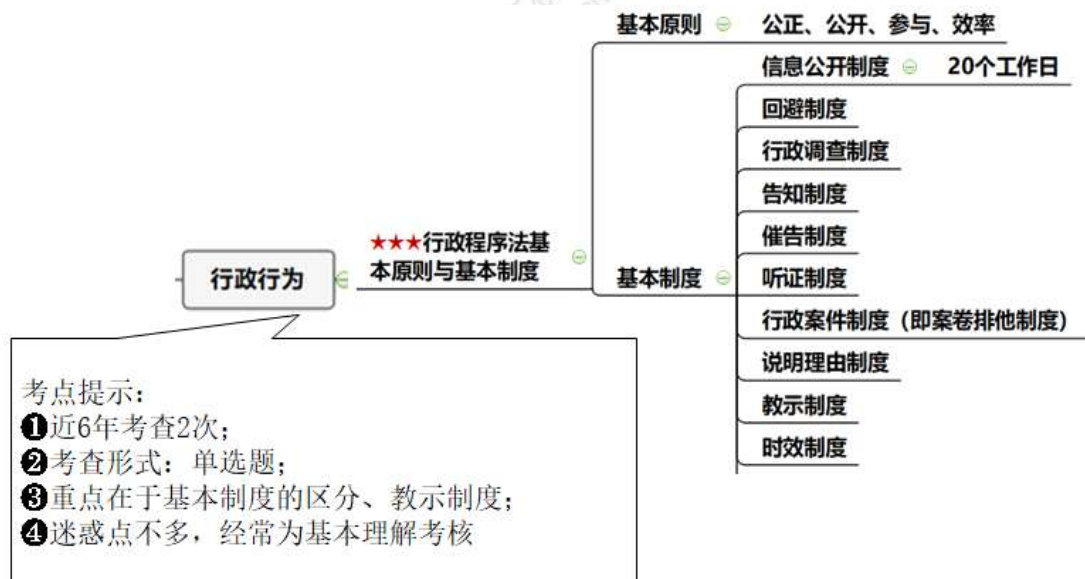 基本原则
公正、公开、参与、效率
信息公开制度
20个工作日
回避制度
行政调查制度
告知制度
催告制度
★★★行政程序法基
本原则与基本制度
行政行为
基本制度
听证制度
行政案件制度（即案卷排他制度）
说明理由制度
教示制度
时效制度
考点提示：
❶近6年考查2次；
❷考查形式：单选题；
❸重点在于基本制度的区分、教示制度；
❹迷惑点不多，经常为基本理解考核